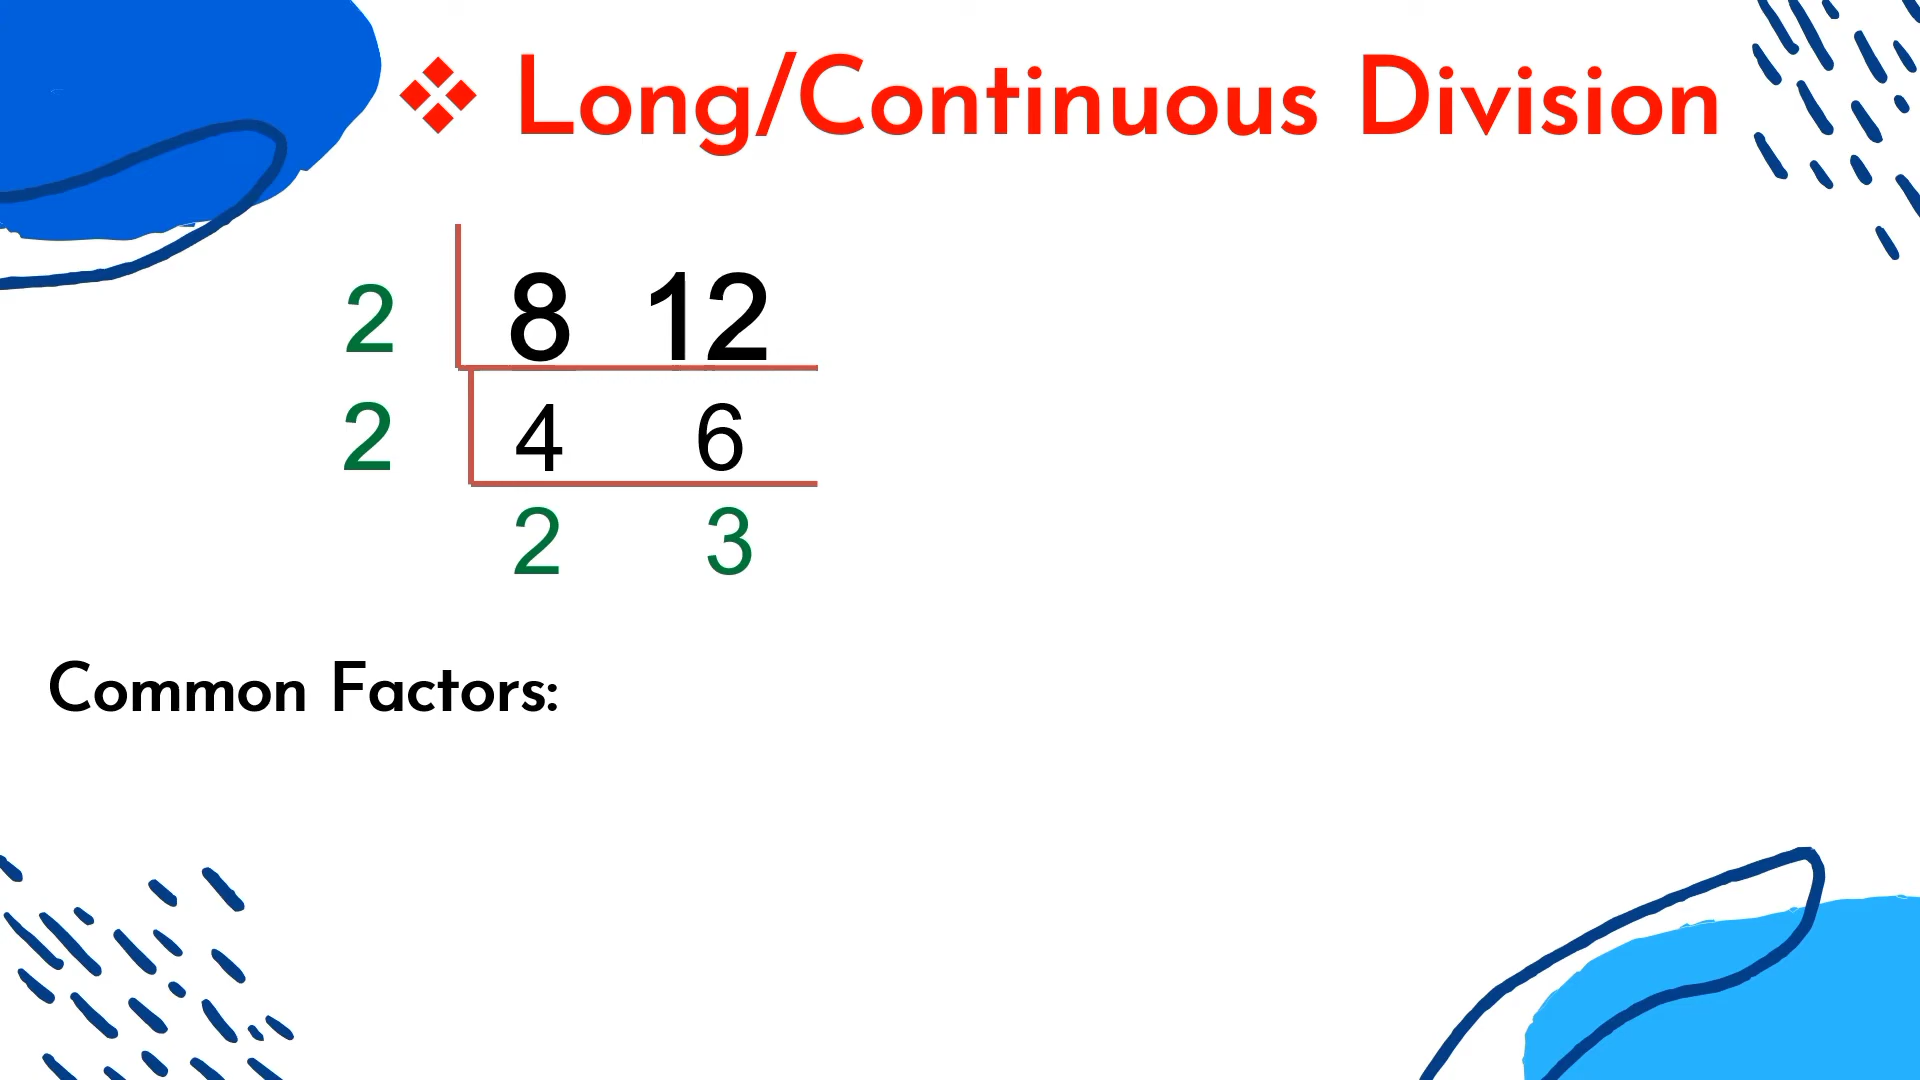 ❖ Long/Continuous Division
2 8 12
2 4 6
2 3
Common Factors: